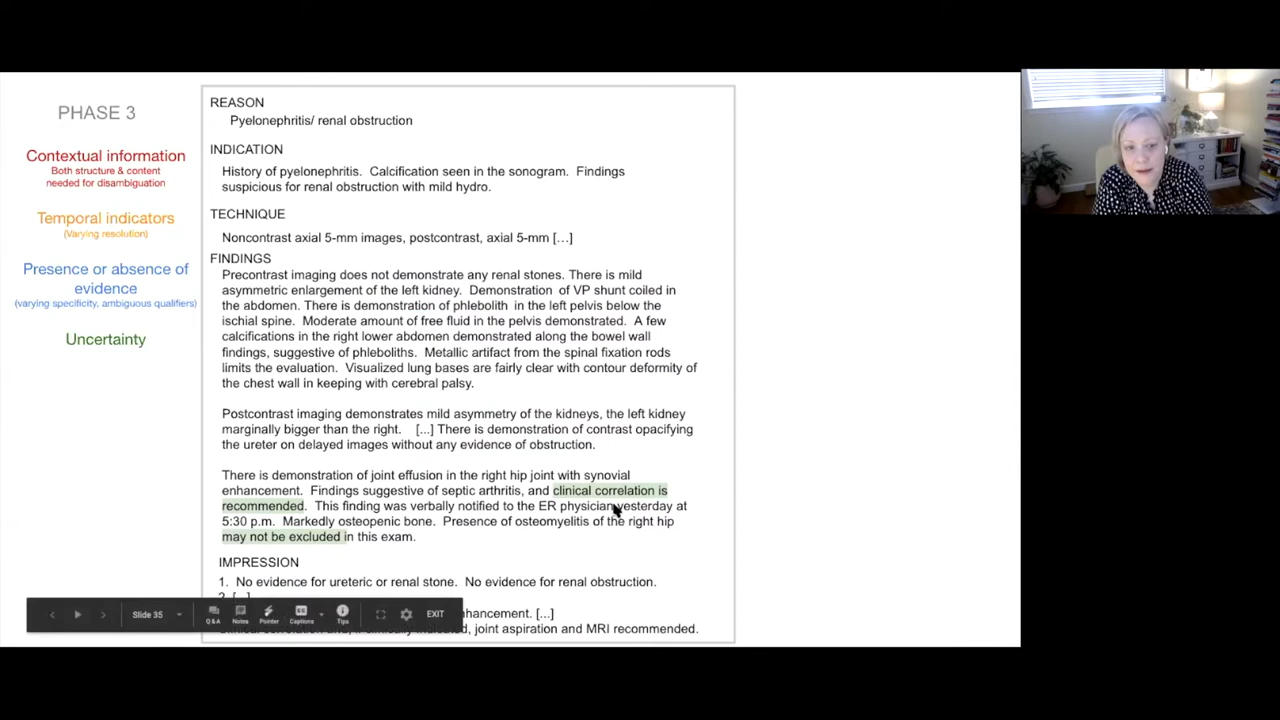 PHASE 3
Contextual information
Both structure & content
needed for disambiguation
Temporal indicators
(Varying resolution)
Presence or absence of
evidence
(varying specificity, ambiguous qualifiers)
Uncertainty
REASON
Pyelonephritis/ renal obstruction
INDICATION
History of pyelonephritis. Calcification seen in the sonogram. Findings
suspicious for renal obstruction with mild hydro.
TECHNIQUE
Noncontrast axial 5-mm images, postcontrast, axial 5-mm [...]
FINDINGS
Precontrast imaging does not demonstrate any renal stones. There is mild
asymmetric enlargement of the left kidney. Demonstration of VP shunt coiled in
the abdomen. There is demonstration of phlebolith in the left pelvis below the
ischial spine. Moderate amount of free fluid in the pelvis demonstrated. A few
calcifications in the right lower abdomen demonstrated along the bowel wall
findings, suggestive of phleboliths. Metallic artifact from the spinal fixation rods
limits the evaluation. Visualized lung bases are fairly clear with contour deformity of
the chest wall in keeping with cerebral palsy.
Postcontrast imaging demonstrates mild asymmetry of the kidneys, the left kidney
marginally bigger than the right. [...] There is demonstration of contrast opacifying
the ureter on delayed images without any evidence of obstruction.
There is demonstration of joint effusion in the right hip joint with synovial
enhancement. Findings suggestive of septic arthritis, and clinical correlation is
recommended. This finding was verbally notified to the ER physician yesterday at
5:30 p.m. Markedly osteopenic bone. Presence of osteomyelitis of the right hip
may not be excluded in this exam.
IMPRESSION
1. No evidence for ureteric or renal stone. No evidence for renal obstruction.
2. [...]
enhancement. [...]
joint aspiration and MRI recommended.
Slide 35
Q&A
Notes
Pointer
Captions
Tips
EXIT